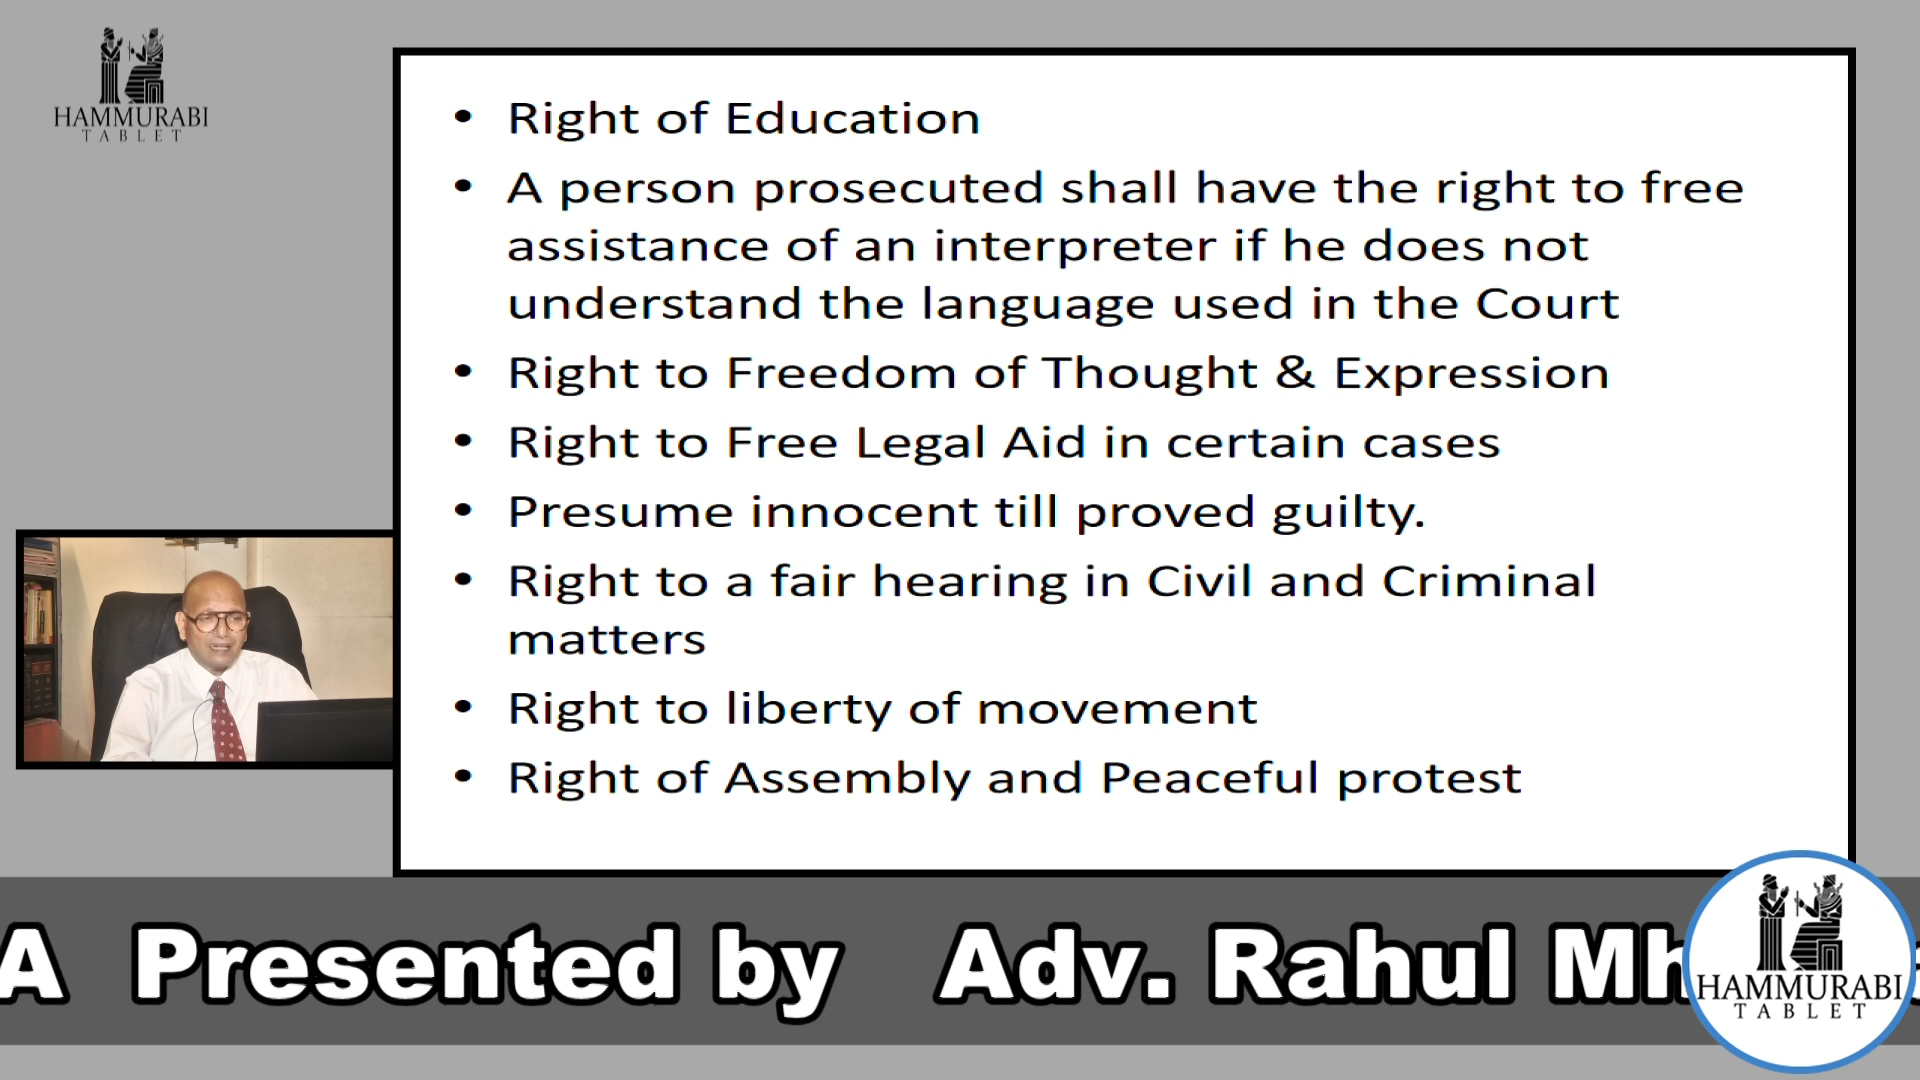 HAMMURABI
TABLET
• Right of Education
• A person prosecuted shall have the right to free
assistance of an interpreter if he does not
understand the language used in the Court
• Right to Freedom of Thought & Expression
• Right to Free Legal Aid in certain cases
• Presume innocent till proved guilty.
• Right to a fair hearing in Civil and Criminal
matters
• Right to liberty of movement
• Right of Assembly and Peaceful protest
A Presented by Adv. Rahul
HAMMURABI
TABLET